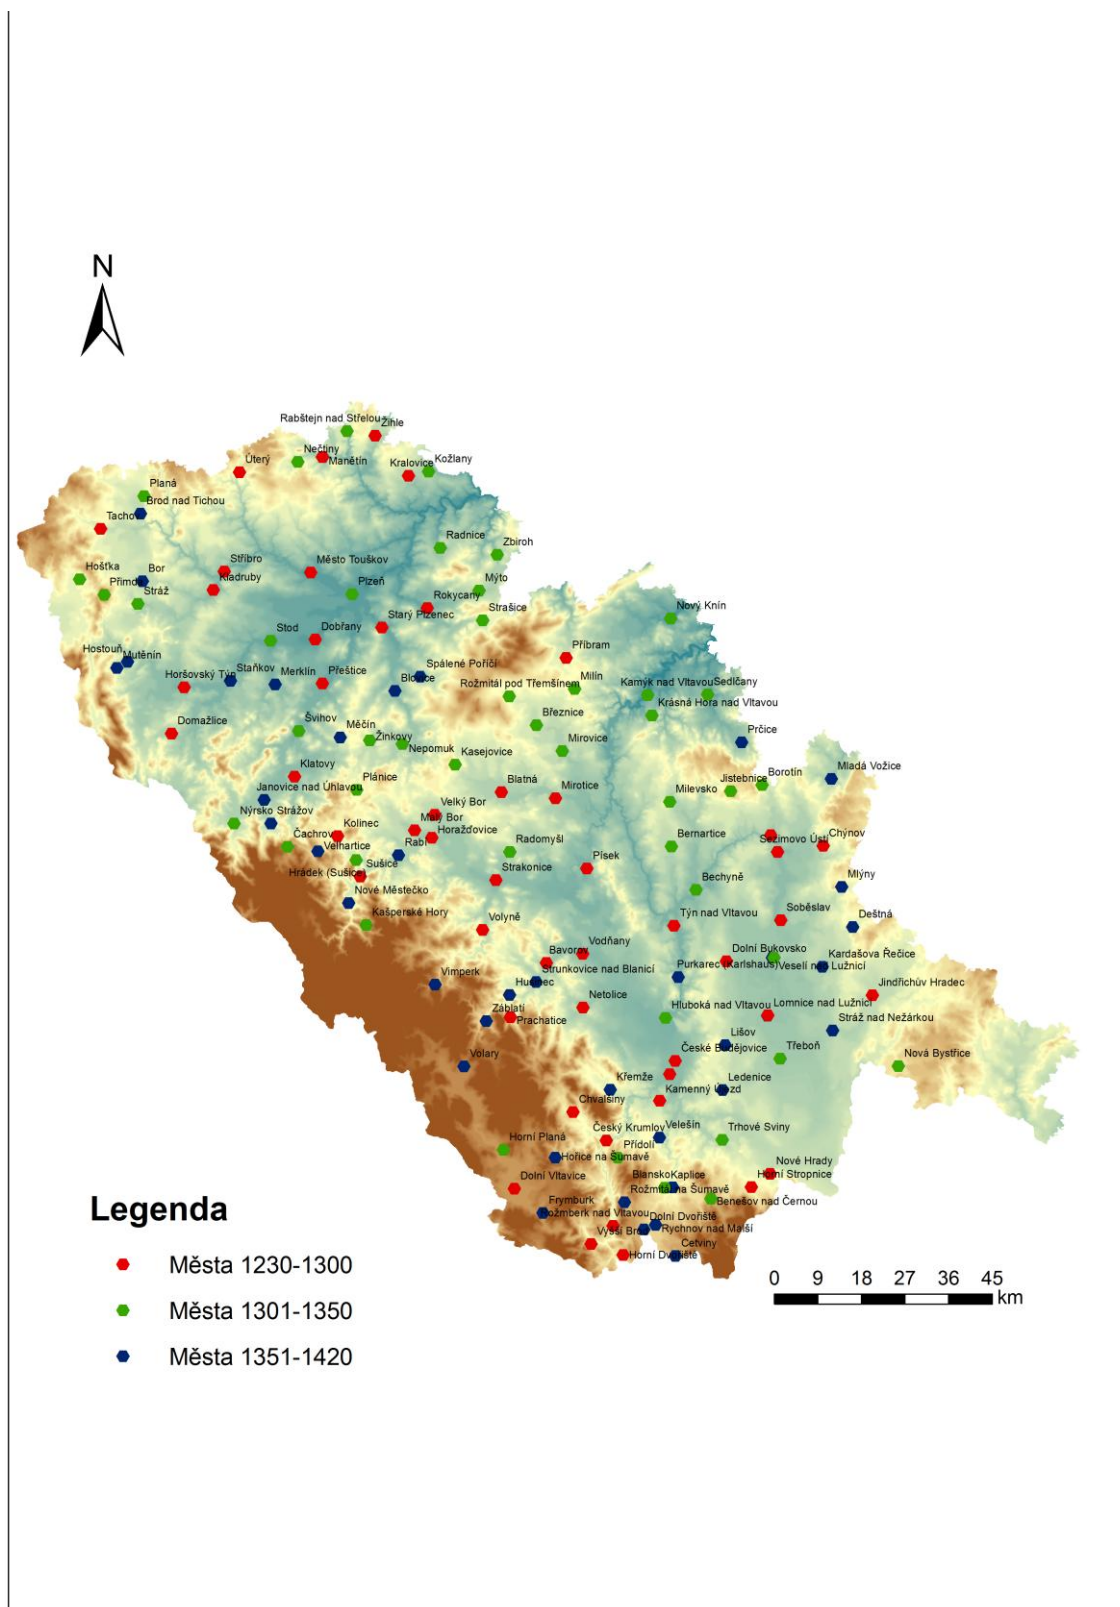 N
Rabštejn nad Střelou
Žihle
Nečtiny
Manětín
Úterý
Kralovice
Kožlany
Planá
Brod nad Tichou
Tachov
Radnice
Zbiroh
Hošťka
Přimda
Bor
Stráž
Stříbro
Kladruby
Město Touškov
Plzeň
Mýto
Rokycany
Strašice
Nový Knín
Starý Plzenec
Stod
Dobřany
Hostouň
Mutěnín
Horšovský Týn
Staňkov
Merklín
Přeštice
Spálené Poříčí
Blovice
Příbram
Milín
Rožmitál pod Třemšínem
Kamýk nad Vltavou
Sedlčany
Krásná Hora nad Vltavou
Domažlice
Švihov
Měčín
Žinkovy
Nepomuk
Březnice
Mirovice
Kasejovice
Prčice
Klatovy
Janovice nad Úhlavou
Plánice
Blatná
Mirotice
Milevsko
Jistebnice
Borotín
Mladá Vožice
Nýrsko
Strážov
Velký Bor
Malý Bor
Horažďovice
Kolinec
Čachrov
Velhartice
Rabí
Radomyšl
Bernartice
Sezimovo Ústí
Chýnov
Sušice
Hrádek (Sušice)
Strakonice
Písek
Nové Městečko
Bechyně
Mlýny
Kašperské Hory
Volyně
Týn nad Vltavou
Soběslav
Deštná
Bavorov
Vodňany
Strunkovice nad Blanicí
Dolní Bukovsko
Purkarec (Karlshaus)
Veselí nad Lužnicí
Kardašova Řečice
Vimperk
Husinec
Netolice
Jindřichův Hradec
Záblatí
Prachatice
Hluboká nad Vltavou
Lomnice nad Lužnicí
Stráž nad Nežárkou
Lišov
České Budějovice
Třeboň
Nová Bystřice
Volary
Křemže
Kamenný Újezd
Ledenice
Chvalšiny
Český Krumlov
Velešín
Přídolí
Trhové Sviny
Horní Planá
Hořice na Šumavě
Dolní Vltavice
Blansko
Kaplice
Nové Hrady
Horní Stropnice
Rožmitál na Šumavě
Benešov nad Černou
Frymburk
Rožmberk nad Vltavou
Dolní Dvořiště
Rychnov nad Malší
Vyšší Brod
Horní Dvořiště
Cetviny
Legenda
Města 1230-1300
Města 1301-1350
Města 1351-1420
0 9 18 27 36 45
km